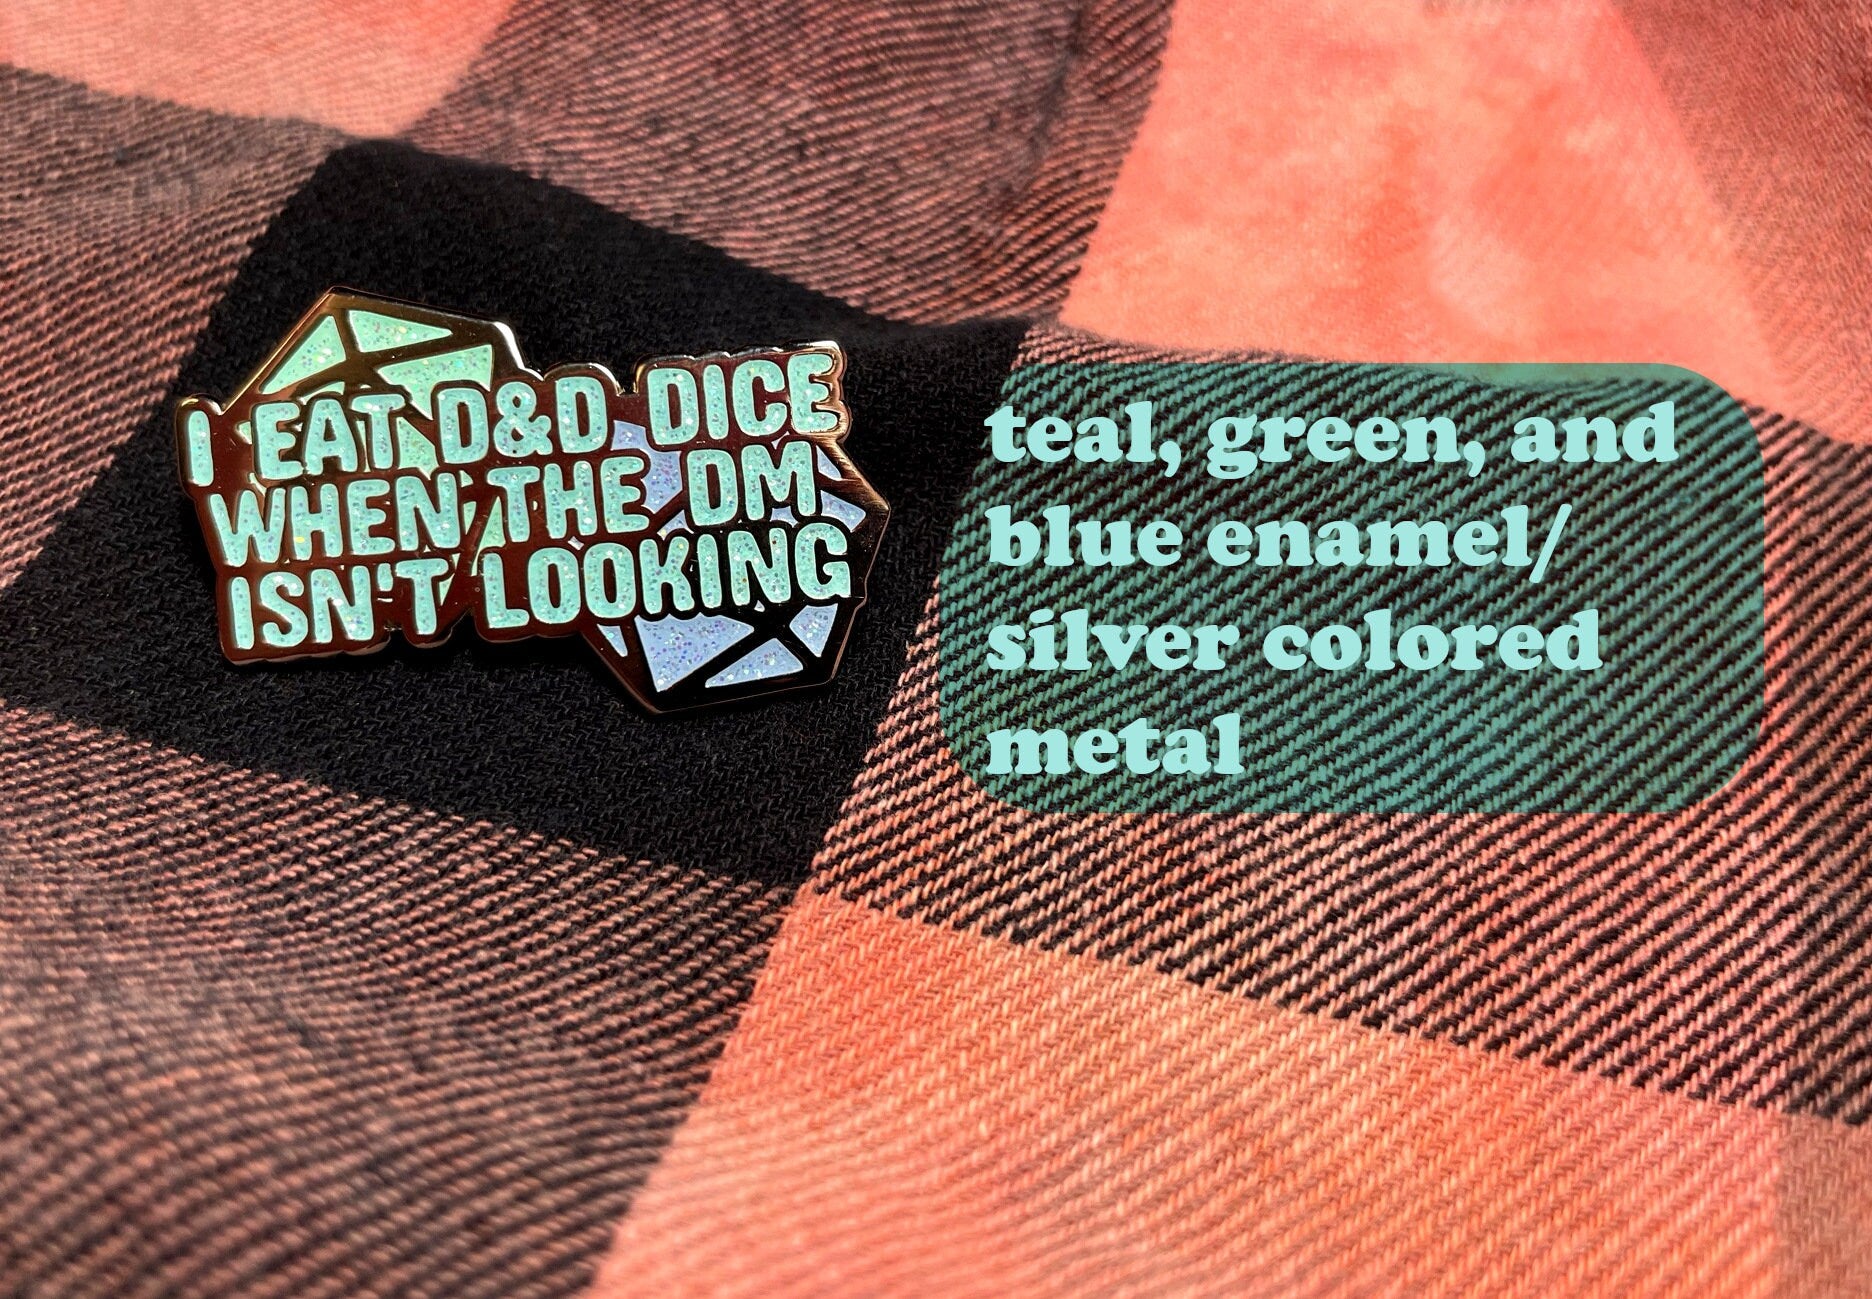 I EAT D&D DICE
WHEN THE DM
ISN'T LOOKING
teal, green, and
blue enamel/
silver colored
metal